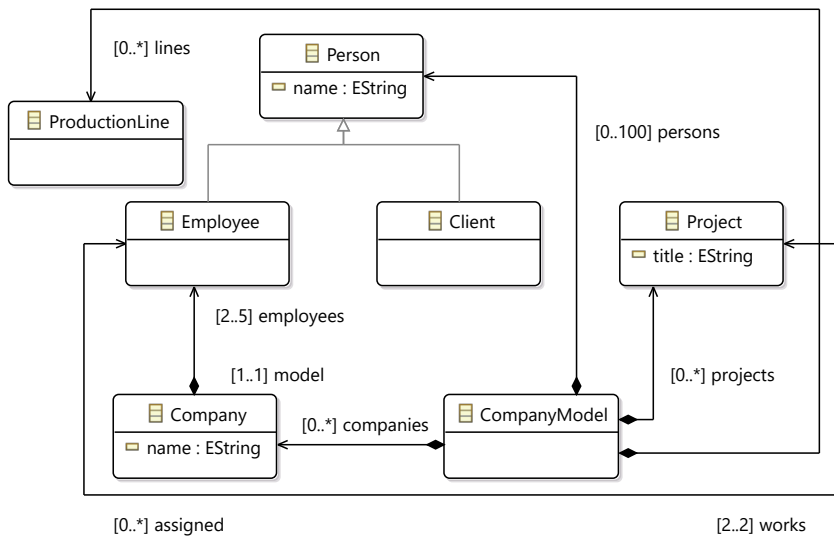 [0..*] lines
Person
name : EString
ProductionLine
[0..100] persons
Employee
Client
Project
title : EString
[2..5] employees
[1..1] model
[0..*] projects
Company
name : EString
[0..*] companies
CompanyModel
[0..*] assigned
[2..2] works